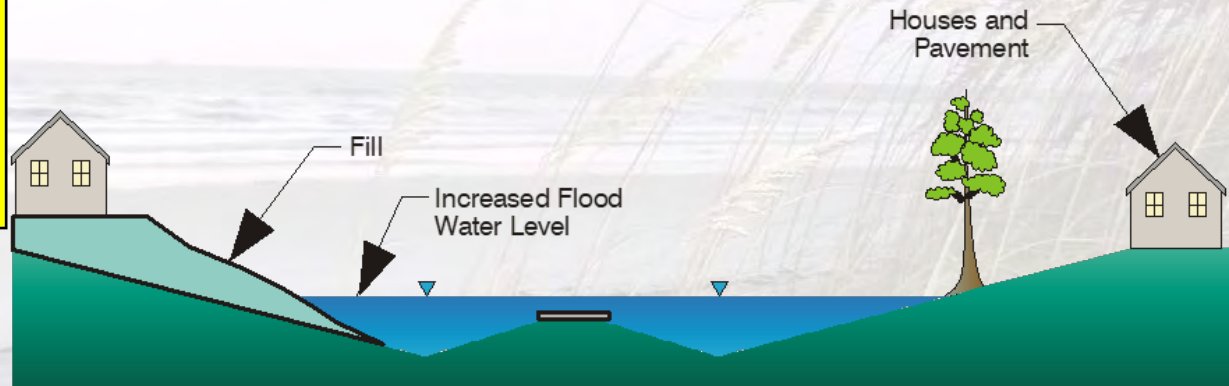 Houses and
Pavement
Fill
Increased Flood
Water Level